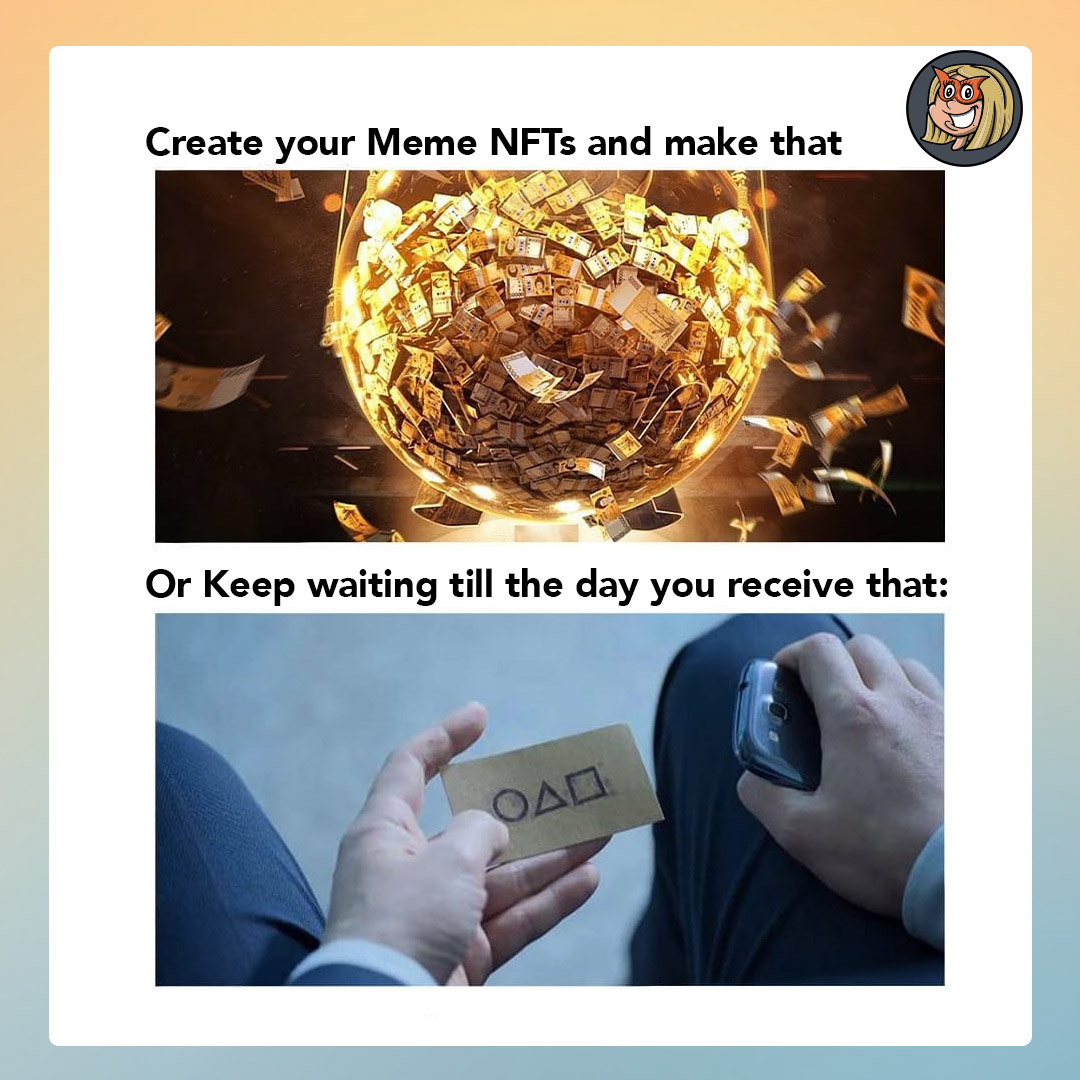 Create your Meme NFTs and make that
Or Keep waiting till the day you receive that: